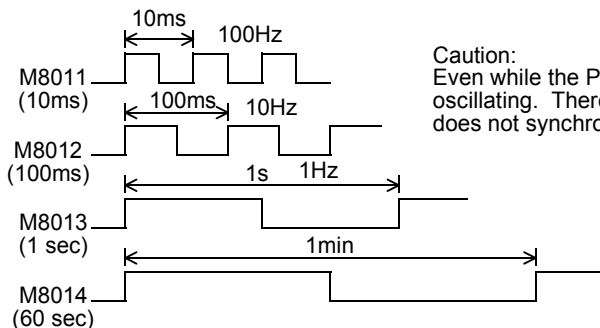 10ms
100Hz
M8011
(10ms)
100ms
10Hz
M8012
(100ms)
1s
1Hz
M8013
(1 sec)
1min
M8014
(60 sec)
Caution:
Even while the P
oscillating. There
does not synchro